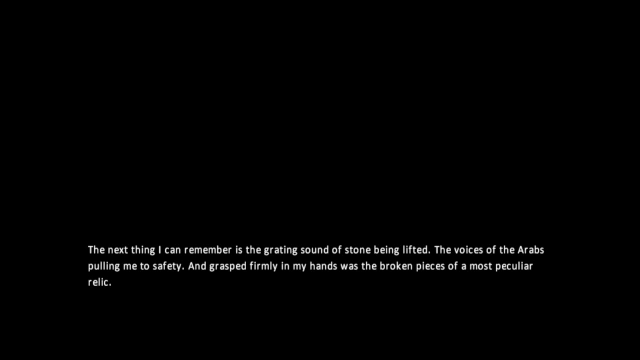 The next thing I can remember is the grating sound of stone being lifted. The voices of the Arabs
pulling me to safety. And grasped firmly in my hands was the broken pieces of a most peculiar
relic.